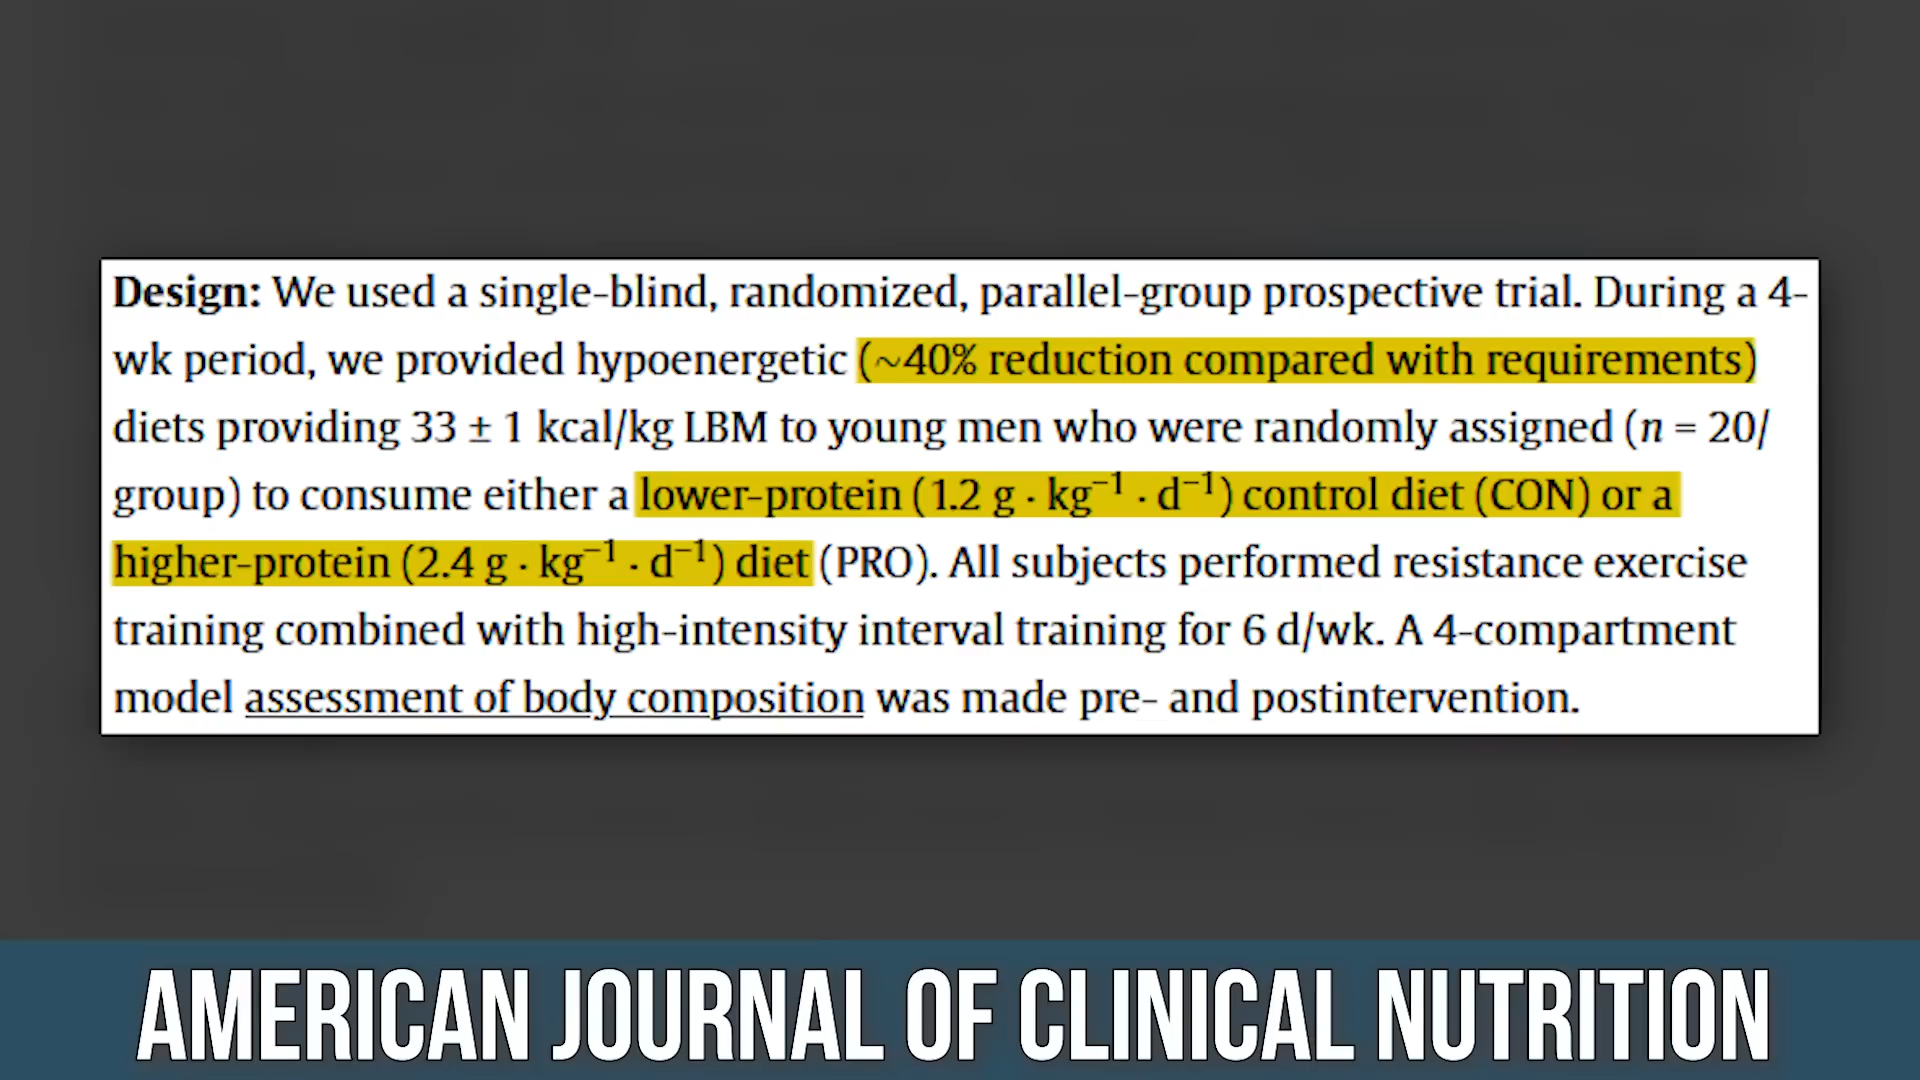 Design: We used a single-blind, randomized, parallel-group prospective trial. During a 4-
wk period, we provided hypoenergetic (~40% reduction compared with requirements)
diets providing 33 ± 1 kcal/kg LBM to young men who were randomly assigned (n = 20/
group) to consume either a lower-protein (1.2 g · kg⁻¹ · d⁻¹) control diet (CON) or a
higher-protein (2.4 g · kg⁻¹ · d⁻¹) diet (PRO). All subjects performed resistance exercise
training combined with high-intensity interval training for 6 d/wk. A 4-compartment
model assessment of body composition was made pre- and postintervention.
AMERICAN JOURNAL OF CLINICAL NUTRITION